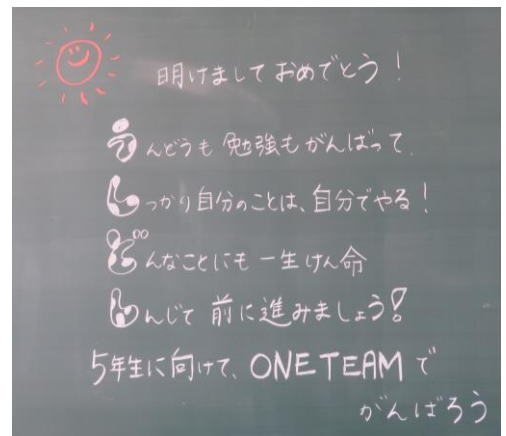 明けましておめでとう！
うんどうも勉強もがんばって
しっかり自分のことは、自分でやる！
どんなことにも一生けん命
しんじて前に進みましょう！
5年生に向けて、ONE TEAMで
がんばろう